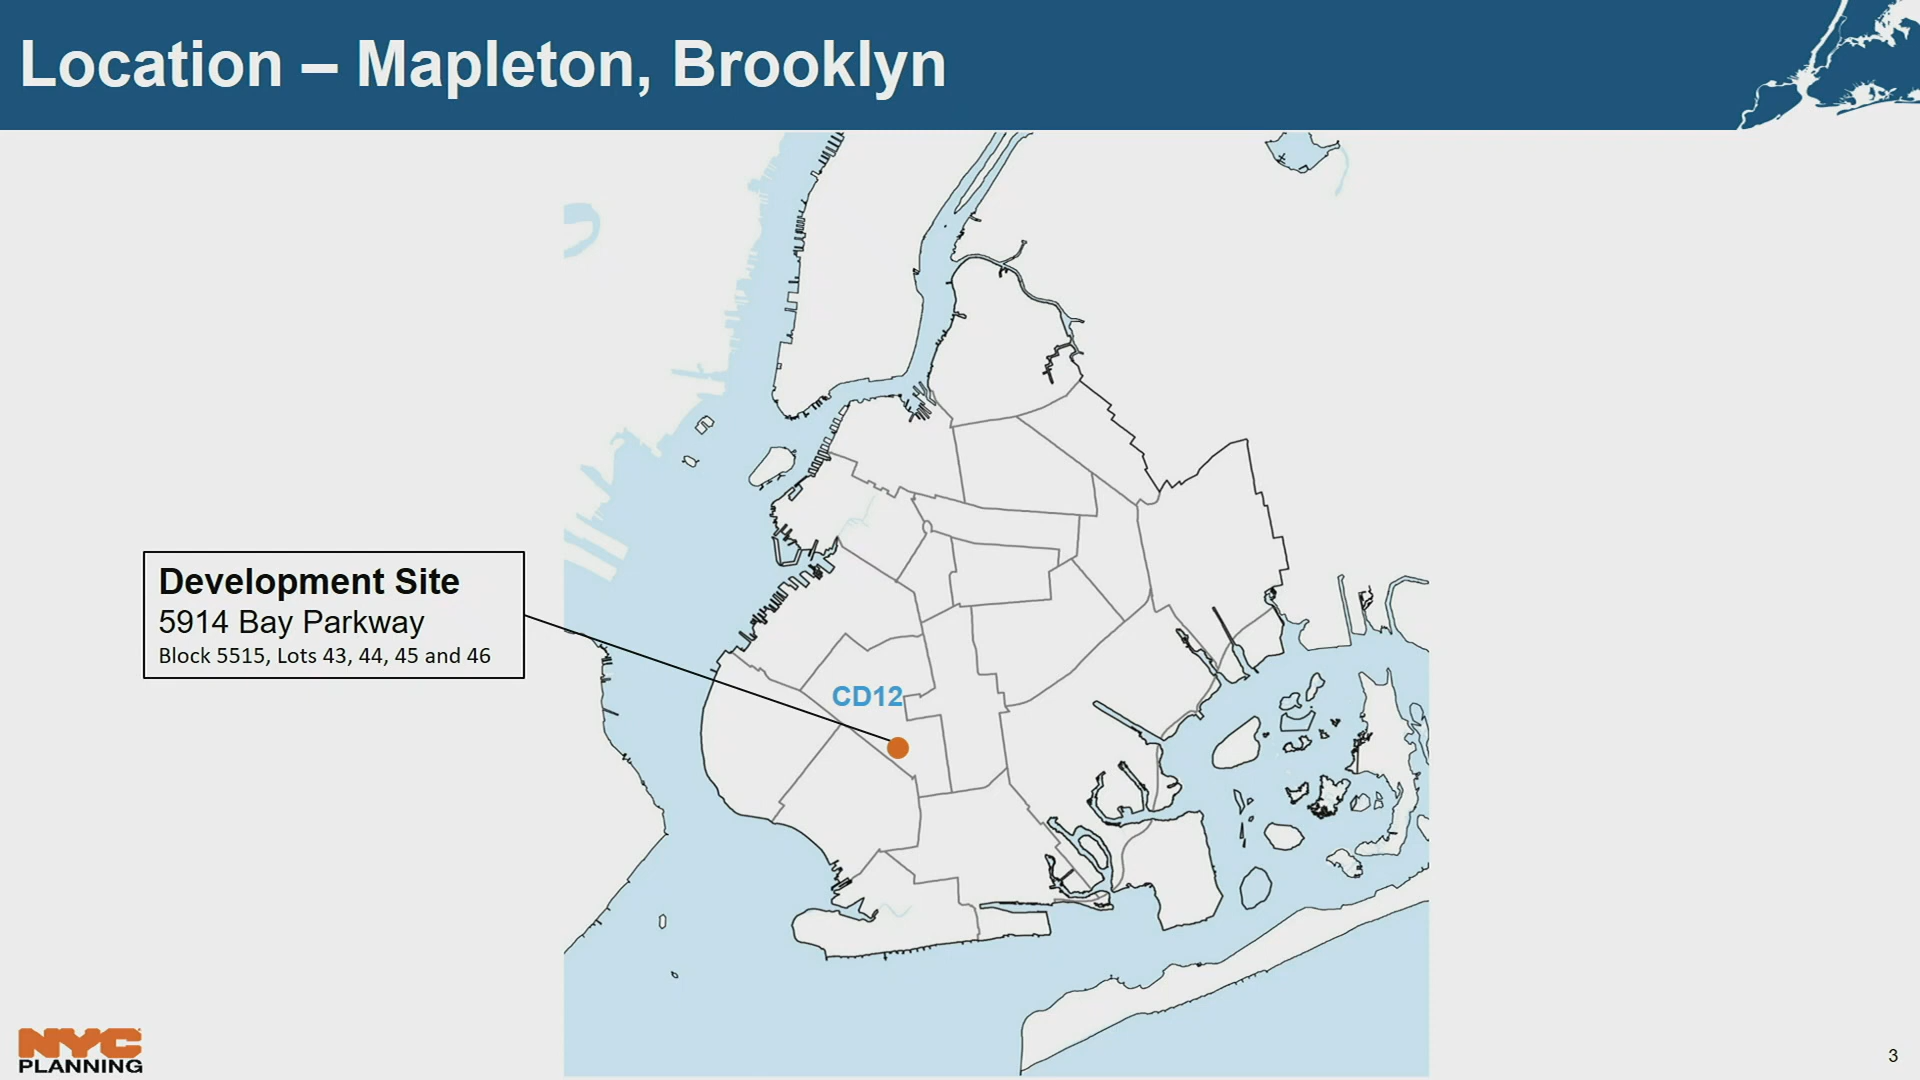 Location – Mapleton, Brooklyn
Development Site
5914 Bay Parkway
Block 5515, Lots 43, 44, 45 and 46
CD12
NYC
PLANNING
3